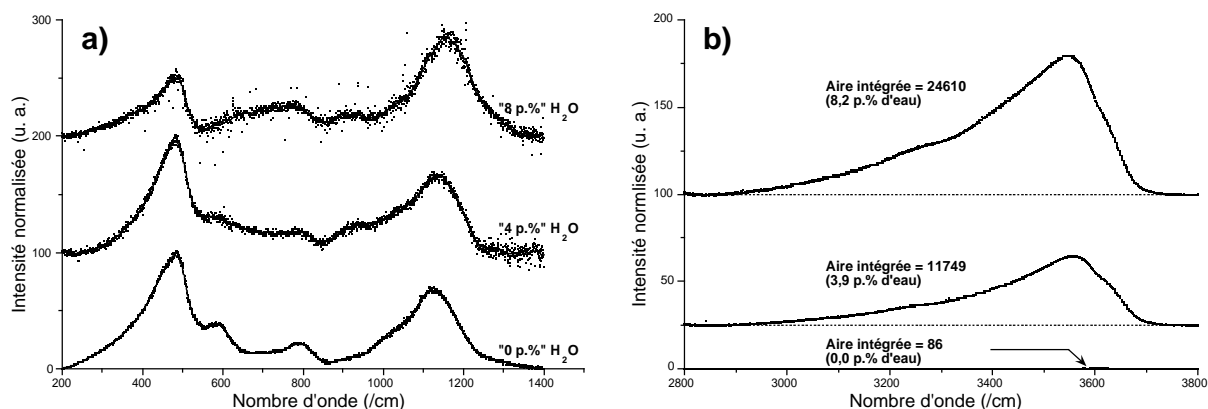 a)
300
200
100
0
Intensité normalisée (u. a.)
"8 p.%" H2O
"4 p.%" H2O
"0 p.%" H2O
200 400 600 800 1000 1200 1400
Nombre d'onde (/cm)
b)
200
150
100
50
0
Intensité normlisée (u. a.)
Aire intégrée = 24610
(8,2 p.% d'eau)
Aire intégrée = 11749
(3,9 p.% d'eau)
Aire intégrée = 86
(0,0 p.% d'eau)
2800 3000 3200 3400 3600 3800
Nombre d'onde (/cm)